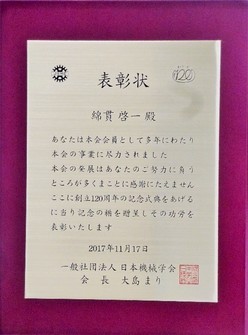 120
表彰状
綿貫 啓一 殿
あなたは本会会員として多年にわたり
本会の事業に尽力されました
本会の発展はあなたのご努力に負う
ところが多くまことに感謝にたえません
ここに創立120周年の記念式典をあげる
に当り記念の楯を贈呈しその功労を
表彰いたします
2017年11月17日
一般社団法人 日本機械学会
会 長 大島 まり